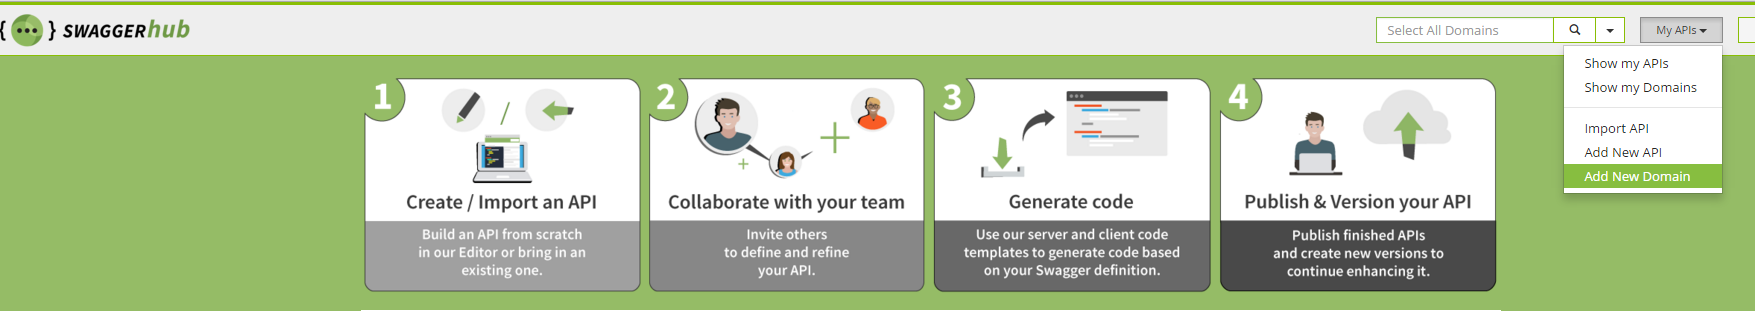 {...} SWAGGERhub
Select All Domains
My APIs
Show my APIs
Show my Domains
Import API
Add New API
Add New Domain
1
Create / Import an API
Build an API from scratch
in our Editor or bring in an
existing one.
2
Collaborate with your team
Invite others
to define and refine
your API.
3
Generate code
Use our server and client code
templates to generate code based
on your Swagger definition.
4
Publish & Version your API
Publish finished APIs
and create new versions to
continue enhancing it.